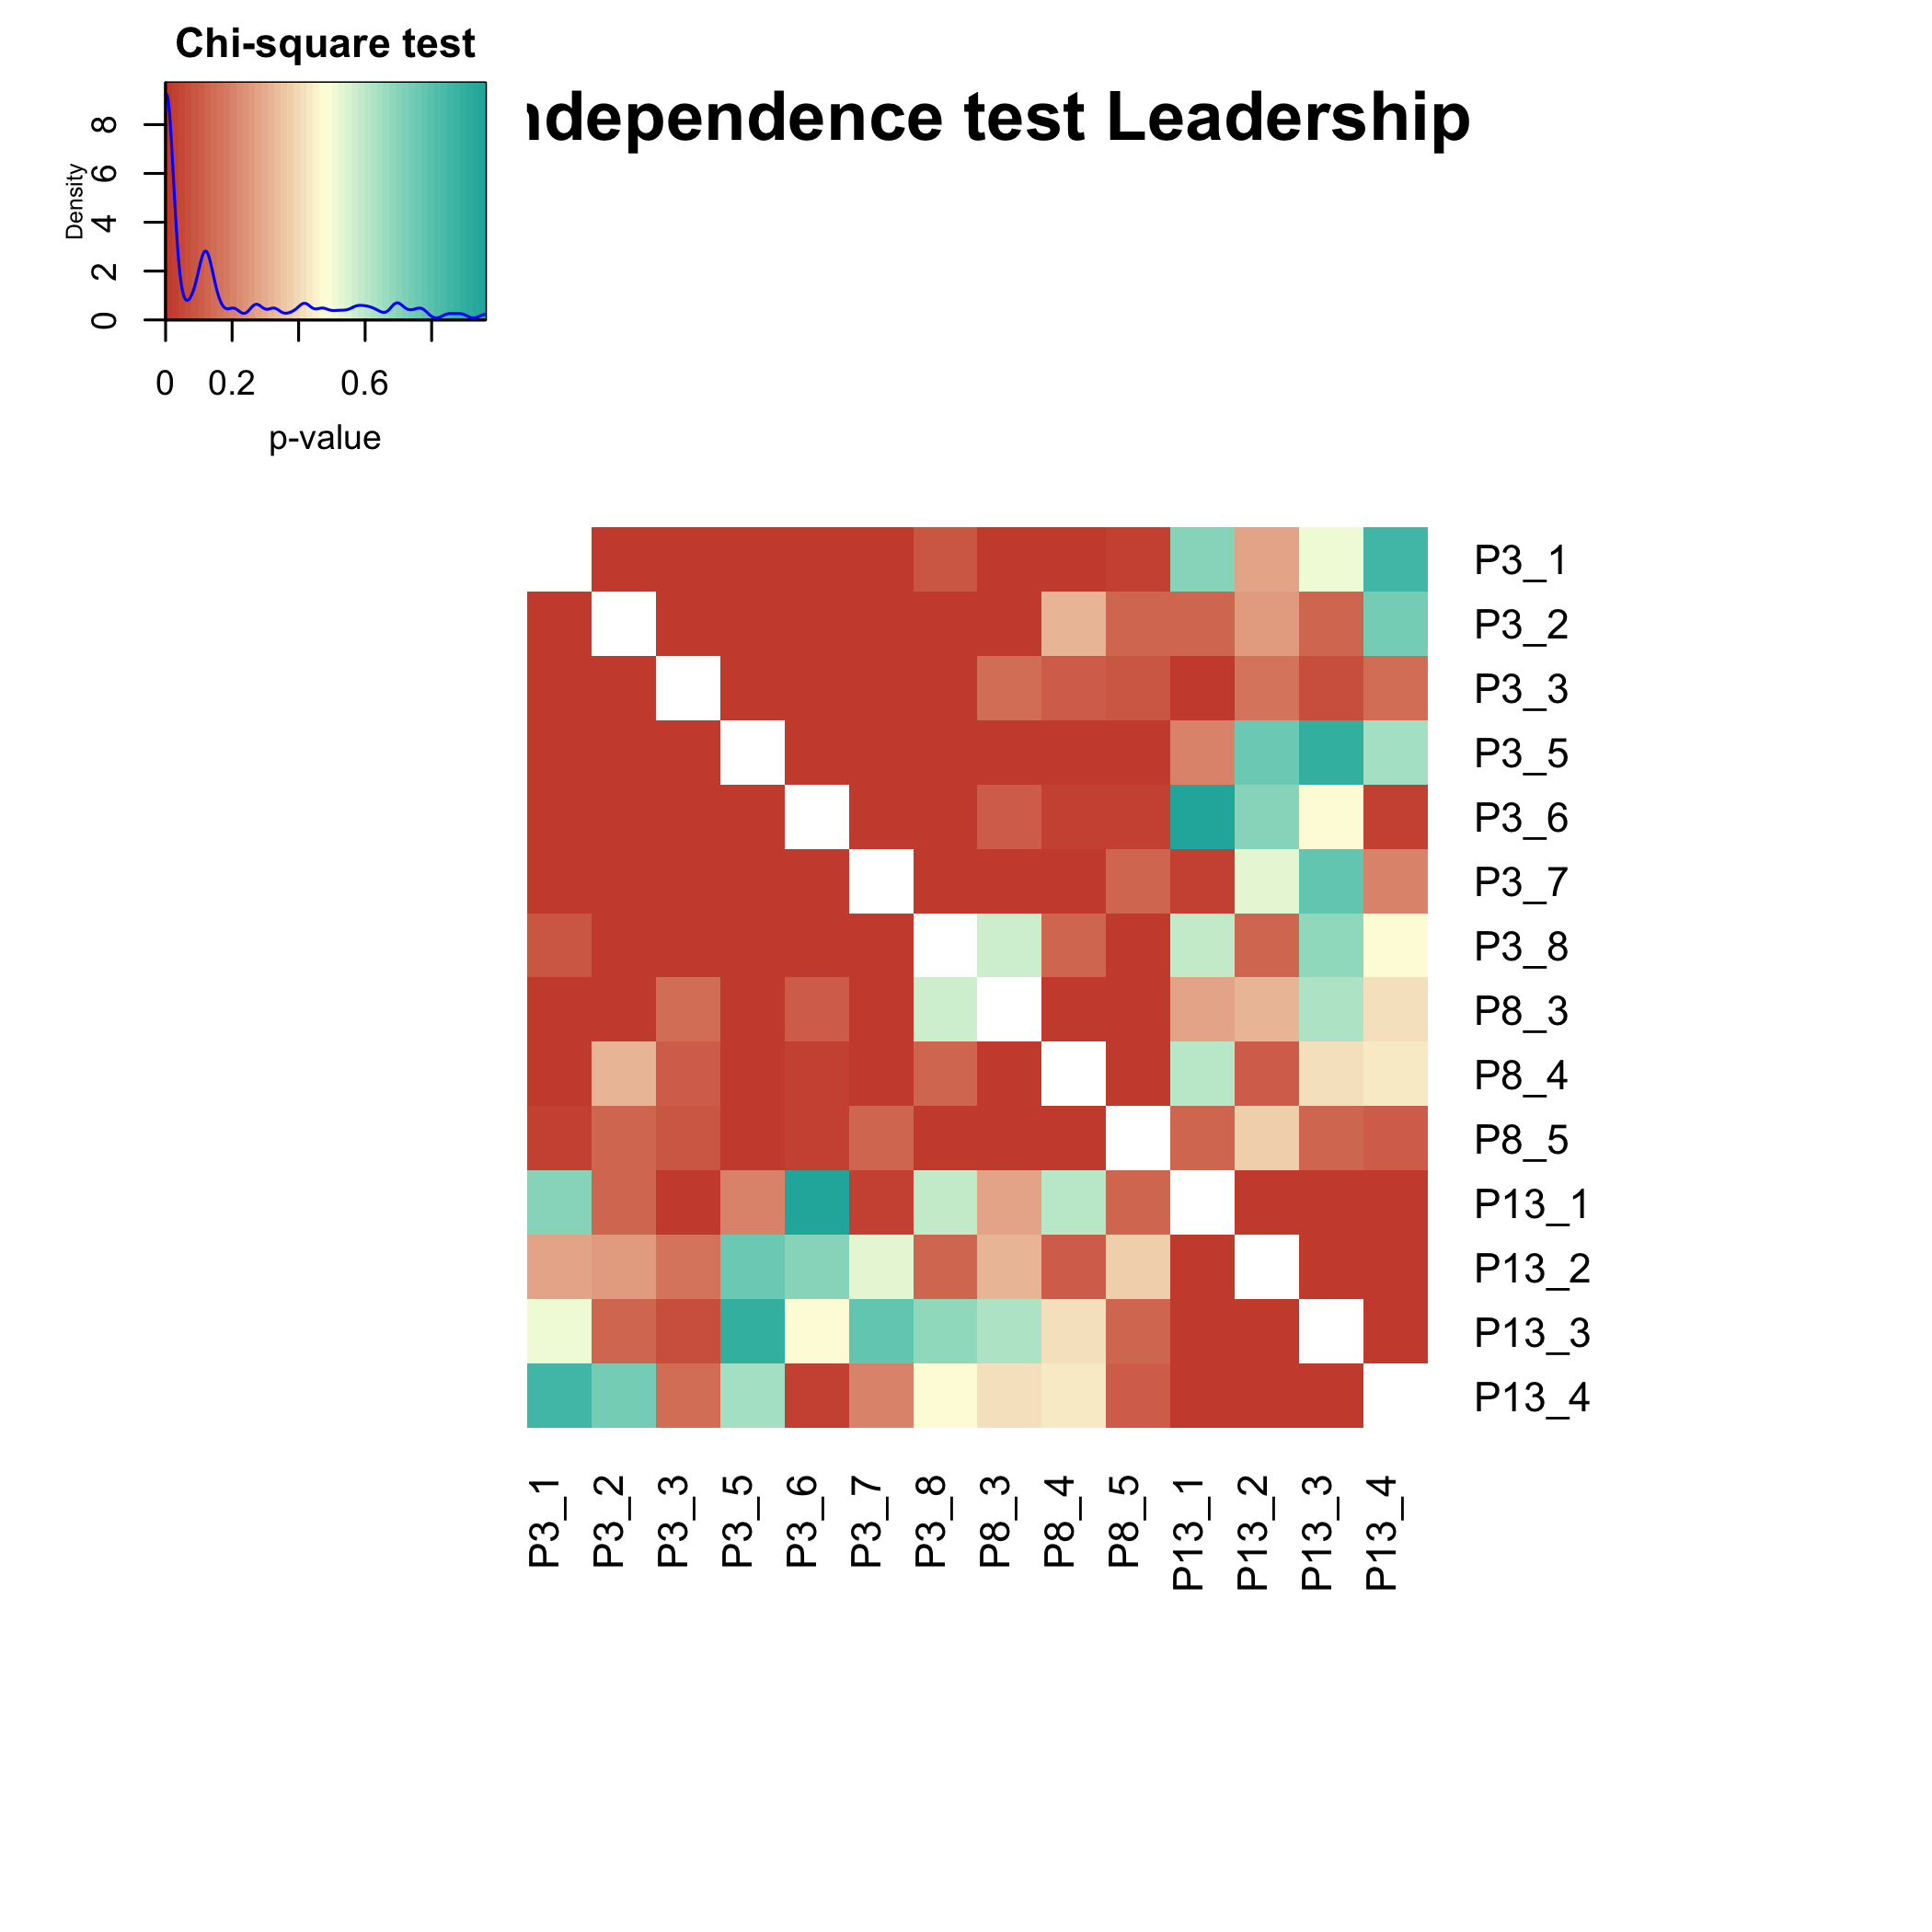 Chi-square test
ndependence test Leadership
Density
0 2 4 6 8
0 0.2 0.6
p-value
P3_1
P3_2
P3_3
P3_5
P3_6
P3_7
P3_8
P8_3
P8_4
P8_5
P13_1
P13_2
P13_3
P13_4
P3_1
P3_2
P3_3
P3_5
P3_6
P3_7
P3_8
P8_3
P8_4
P8_5
P13_1
P13_2
P13_3
P13_4